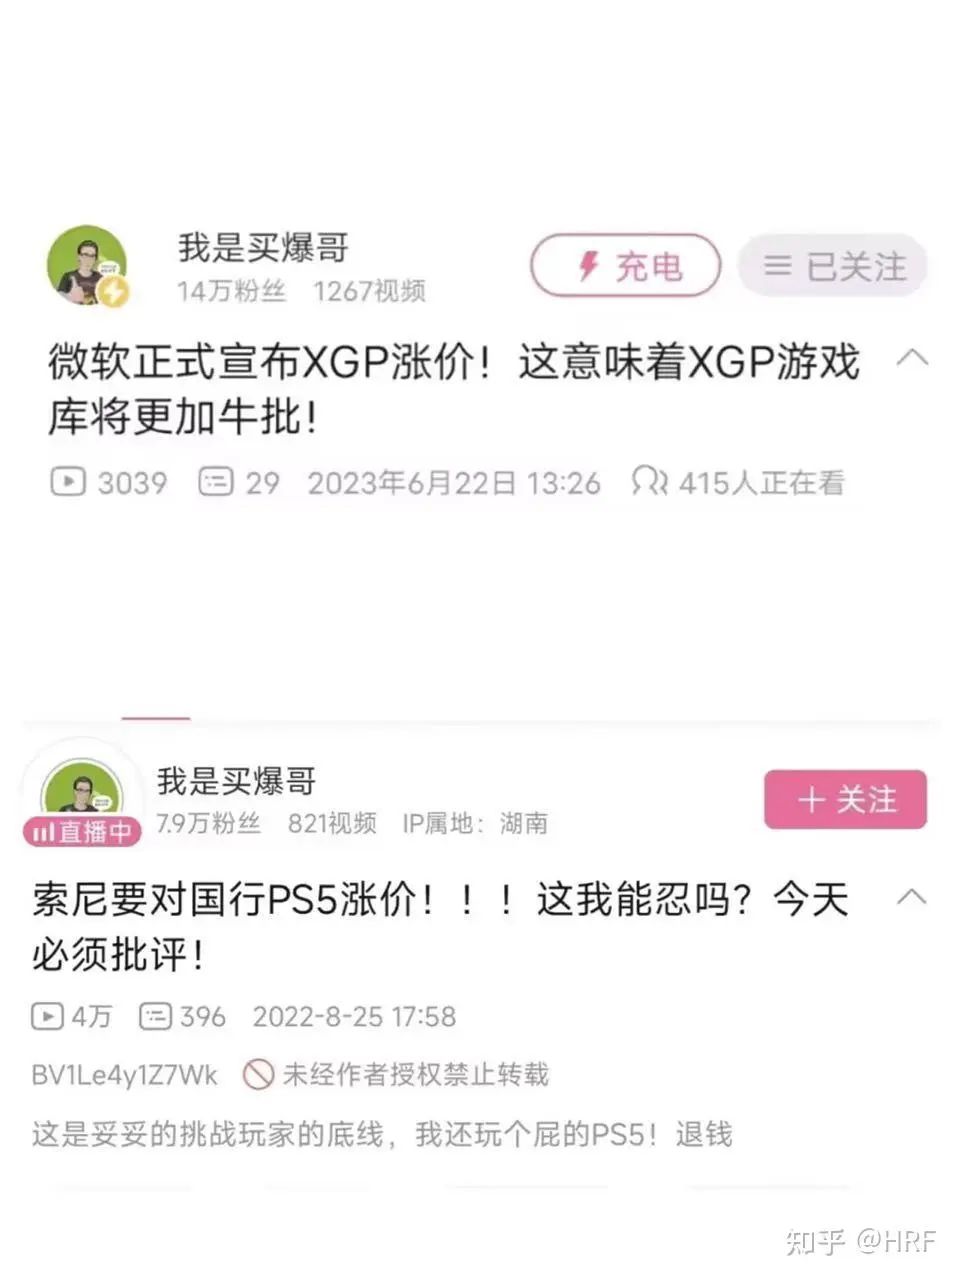 我是买爆哥
14万粉丝 1267视频
充电
已关注
微软正式宣布XGP涨价！这意味着XGP游戏
库将更加牛批！
3039 29 2023年6月22日 13:26 415人正在看
我是买爆哥
直播中
7.9万粉丝 821视频 IP属地：湖南
+ 关注
索尼要对国行PS5涨价！！！这我能忍吗？今天
必须批评！
4万 396 2022-8-25 17:58
BV1Le4y1Z7Wk 未经作者授权禁止转载
这是妥妥的挑战玩家的底线，我还玩个屁的PS5！退钱
知乎 @HRF